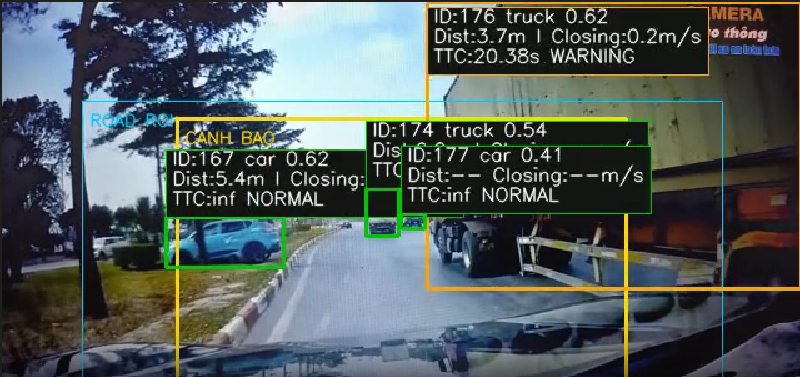 AMERA
o thông
ID:176 truck 0.62
Dist:3.7m | Closing:0.2m/s
TTC:20.38s WARNING
ROAD RO
CANH BAO
ID:174 truck 0.54
ID:167 car 0.62
Dist:5.4m | Closing:
TTC:inf NORMAL
ID:177 car 0.41
Dist:-- Closing:--m/s
TTC:inf NORMAL